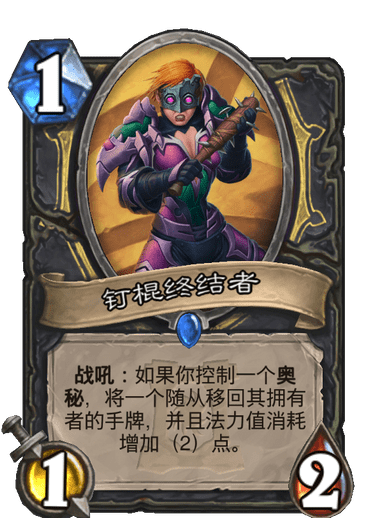 1
钉棍终结者
战吼：如果你控制一个奥
秘，将一个随从移回其拥有
者的手牌，并且法力值消耗
增加（2）点。
1
2